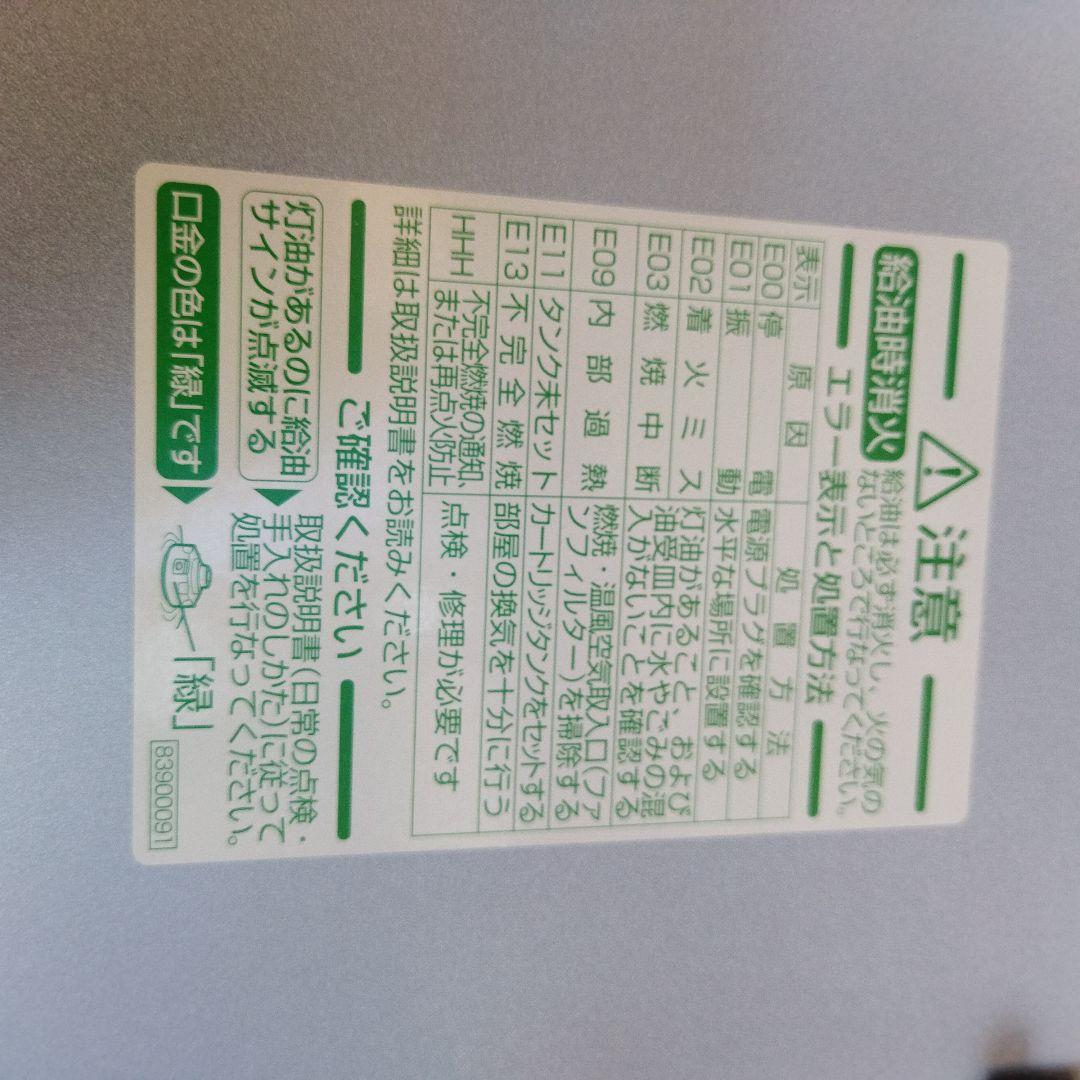 注意
給油時消火 給油は必ず消火し、火の気の
ないところで行なってください。
エラー表示と処置方法
表示 原因 処置方法
E00 停電 電源プラグを確認する
E01 振動 水平な場所に設置する
E02 着火ミス 灯油があること、および
E03 燃焼中断 油受皿内に水やごみの混
入がないことを確認する
E09 内部過熱 燃焼・温風空気取入口(ファ
ンフィルター)を掃除する
E11 タンク未セット カートリッジタンクをセットする
E13 不完全燃焼 部屋の換気を十分に行う
HHH 不完全燃焼の通知、
または再点火防止 点検・修理が必要です
詳細は取扱説明書をお読みください。
ご確認ください
灯油があるのに給油
サインが点滅する
取扱説明書(日常の点検・
手入れのしかた)に従って
処置を行なってください。
口金の色は「緑」です
「緑」
83900091